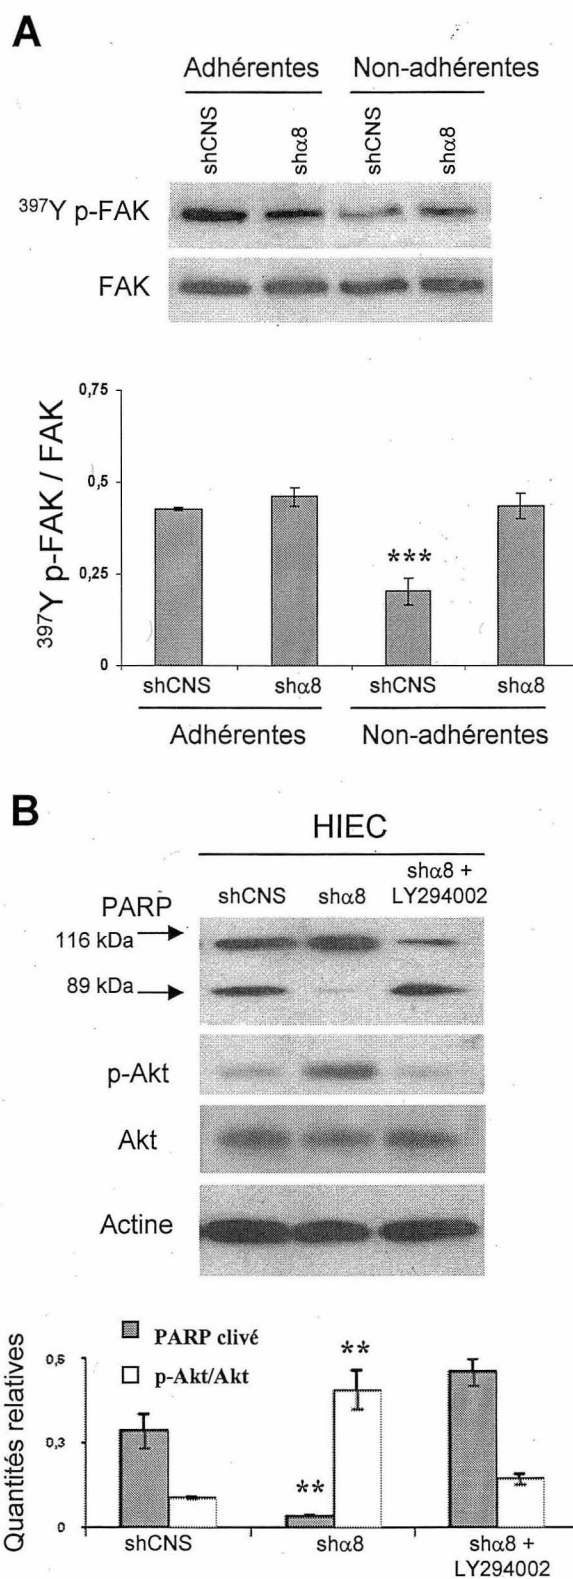 A
Adhérentes Non-adhérentes
shCNS shα8 shCNS shα8
397Y p-FAK
FAK
397Y p-FAK / FAK
0,75
0,5
0,25
0
***
shCNS shα8 shCNS shα8
Adhérentes Non-adhérentes
B
HIEC
shCNS shα8 shα8 +
LY294002
PARP
116 kDa
89 kDa
p-Akt
Akt
Actine
Quantités relatives
0,5
0,3
0
PARP clivé
p-Akt/Akt
**
**
shCNS shα8 shα8 +
LY294002